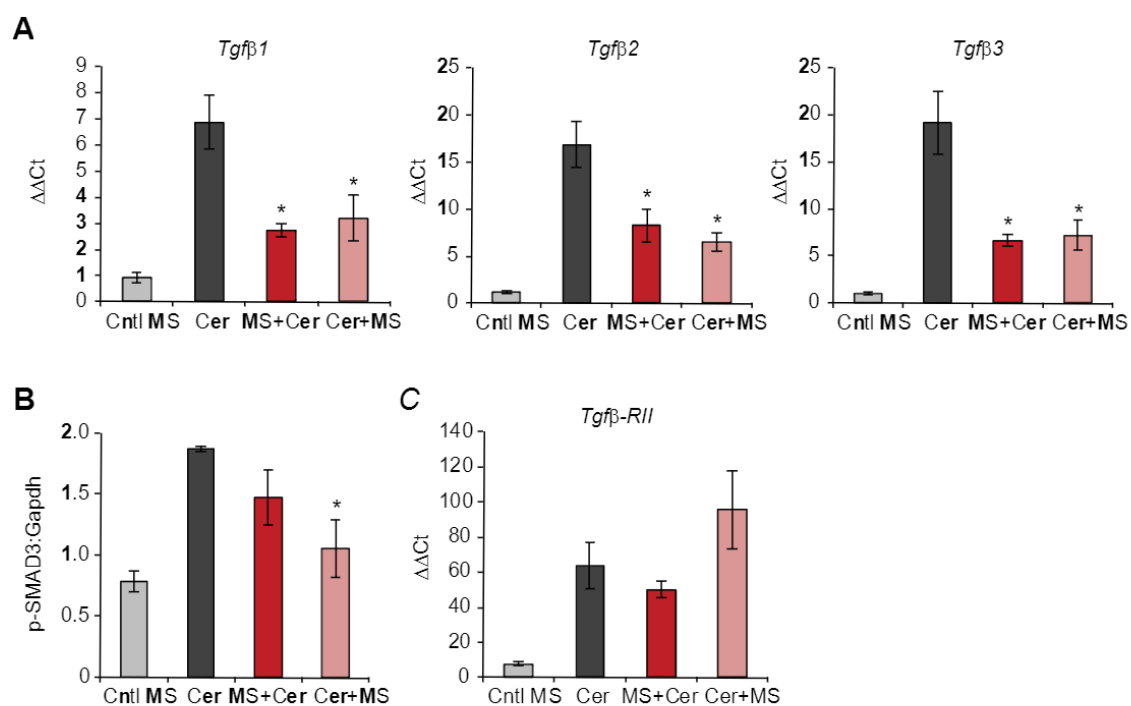 A
Tgfβ1
Tgfβ2
Tgfβ3
ΔΔCt
9
8
7
6
5
4
3
2
1
0
*
*
Cntl MS Cer MS+Cer Cer+MS
ΔΔCt
25
20
15
10
5
0
*
*
Cntl MS Cer MS+Cer Cer+MS
ΔΔCt
25
20
15
10
5
0
*
*
Cntl MS Cer MS+Cer Cer+MS
B
p-SMAD3:Gapdh
2.0
1.5
1.0
0.5
0
*
Cntl MS Cer MS+Cer Cer+MS
C
Tgfβ-RII
ΔΔCt
140
120
100
80
60
40
20
0
Cntl MS Cer MS+Cer Cer+MS